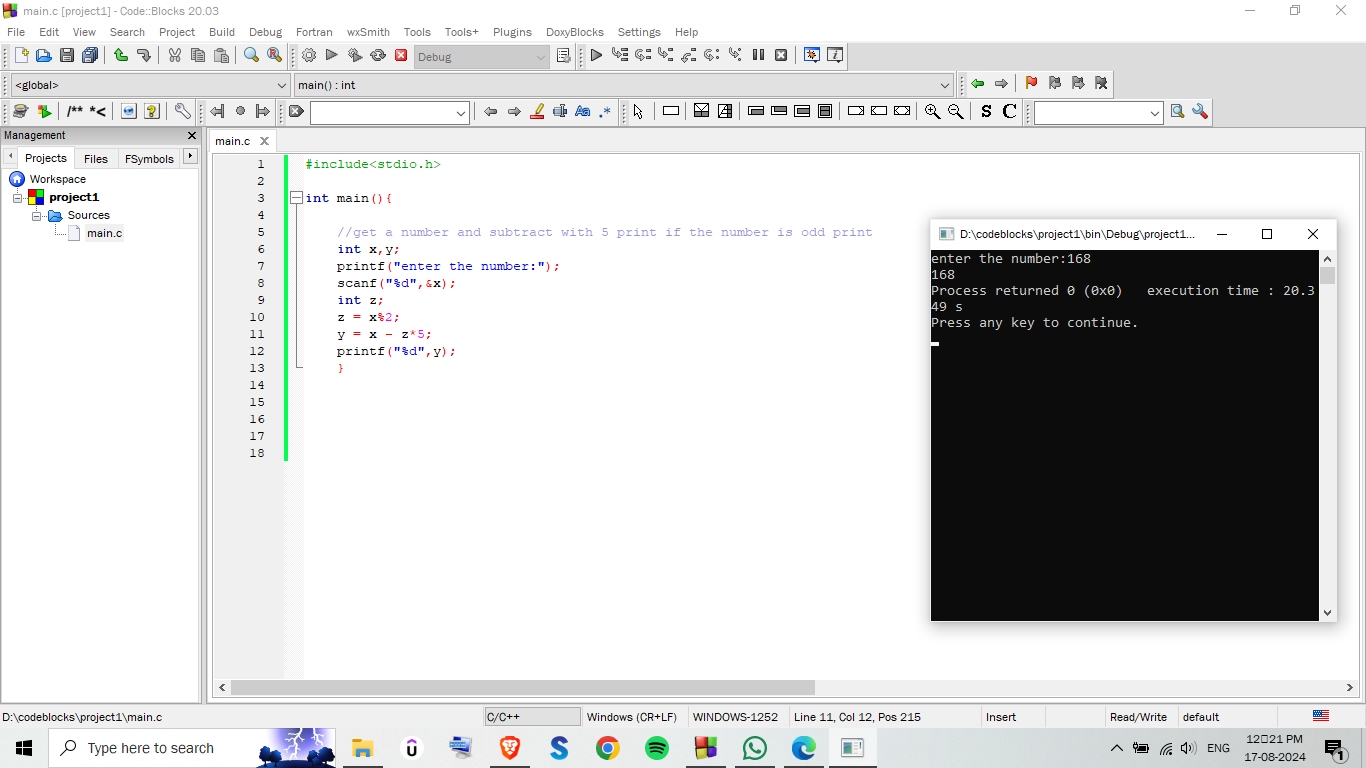 main.c [project1] - Code::Blocks 20.03
File Edit View Search Project Build Debug Fortran wxSmith Tools Tools+ Plugins DoxyBlocks Settings Help
Debug
<global> main() : int
/** *< Aa .* S C
Management
Projects Files FSymbols
Workspace
project1
Sources
main.c
main.c
1 #include<stdio.h>
2
3 int main(){
4
5 //get a number and subtract with 5 print if the number is odd print
6 int x,y;
7 printf("enter the number:");
8 scanf("%d",&x);
9 int z;
10 z = x%2;
11 y = x - z*5;
12 printf("%d",y);
13 }
14
15
16
17
18
D:\codeblocks\project1\bin\Debug\project1...
enter the number:168
168
Process returned 0 (0x0) execution time : 20.3
49 s
Press any key to continue.
D:\codeblocks\project1\main.c C/C++ Windows (CR+LF) WINDOWS-1252 Line 11, Col 12, Pos 215 Insert Read/Write default
Type here to search
ENG
12□21 PM
17-08-2024
1